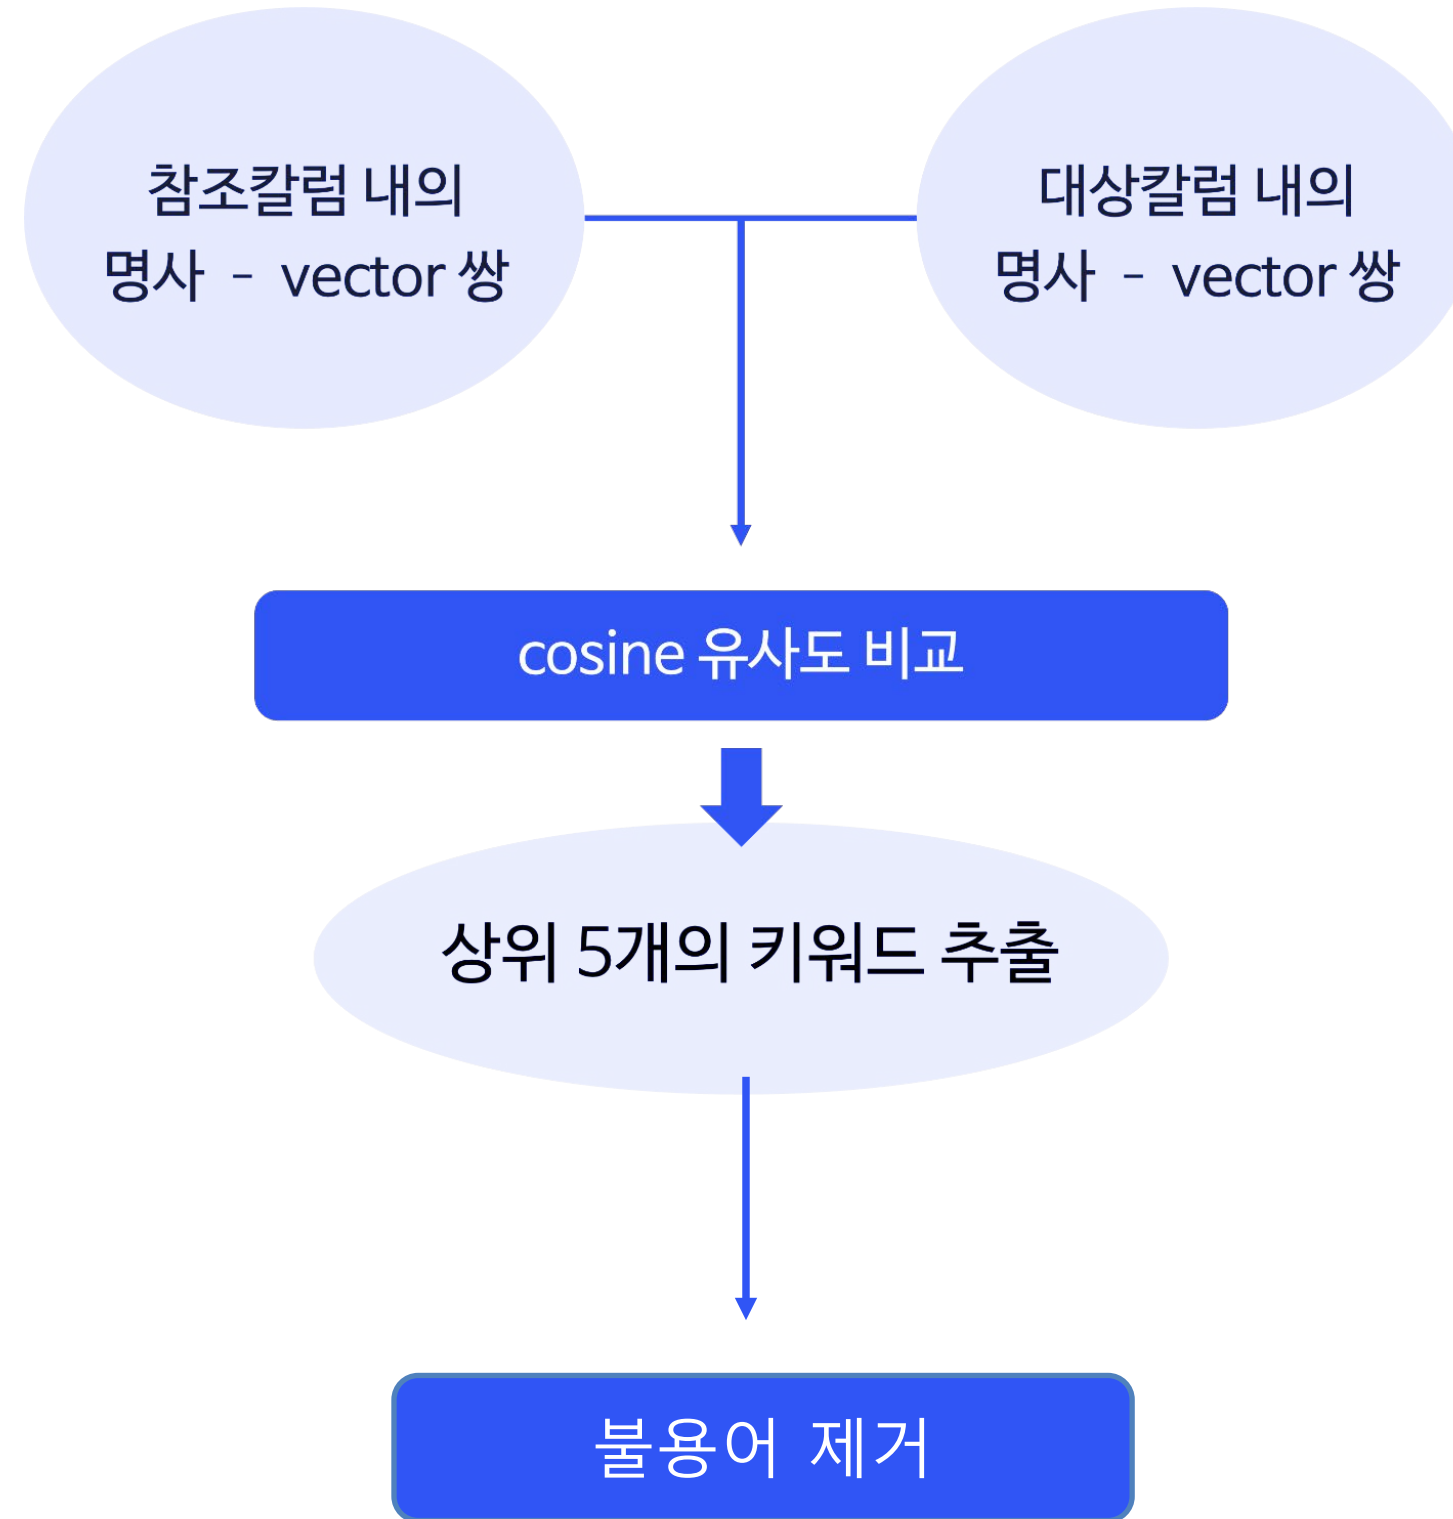 참조칼럼 내의
명사 - vector 쌍
대상칼럼 내의
명사 - vector 쌍
cosine 유사도 비교
상위 5개의 키워드 추출
불용어 제거